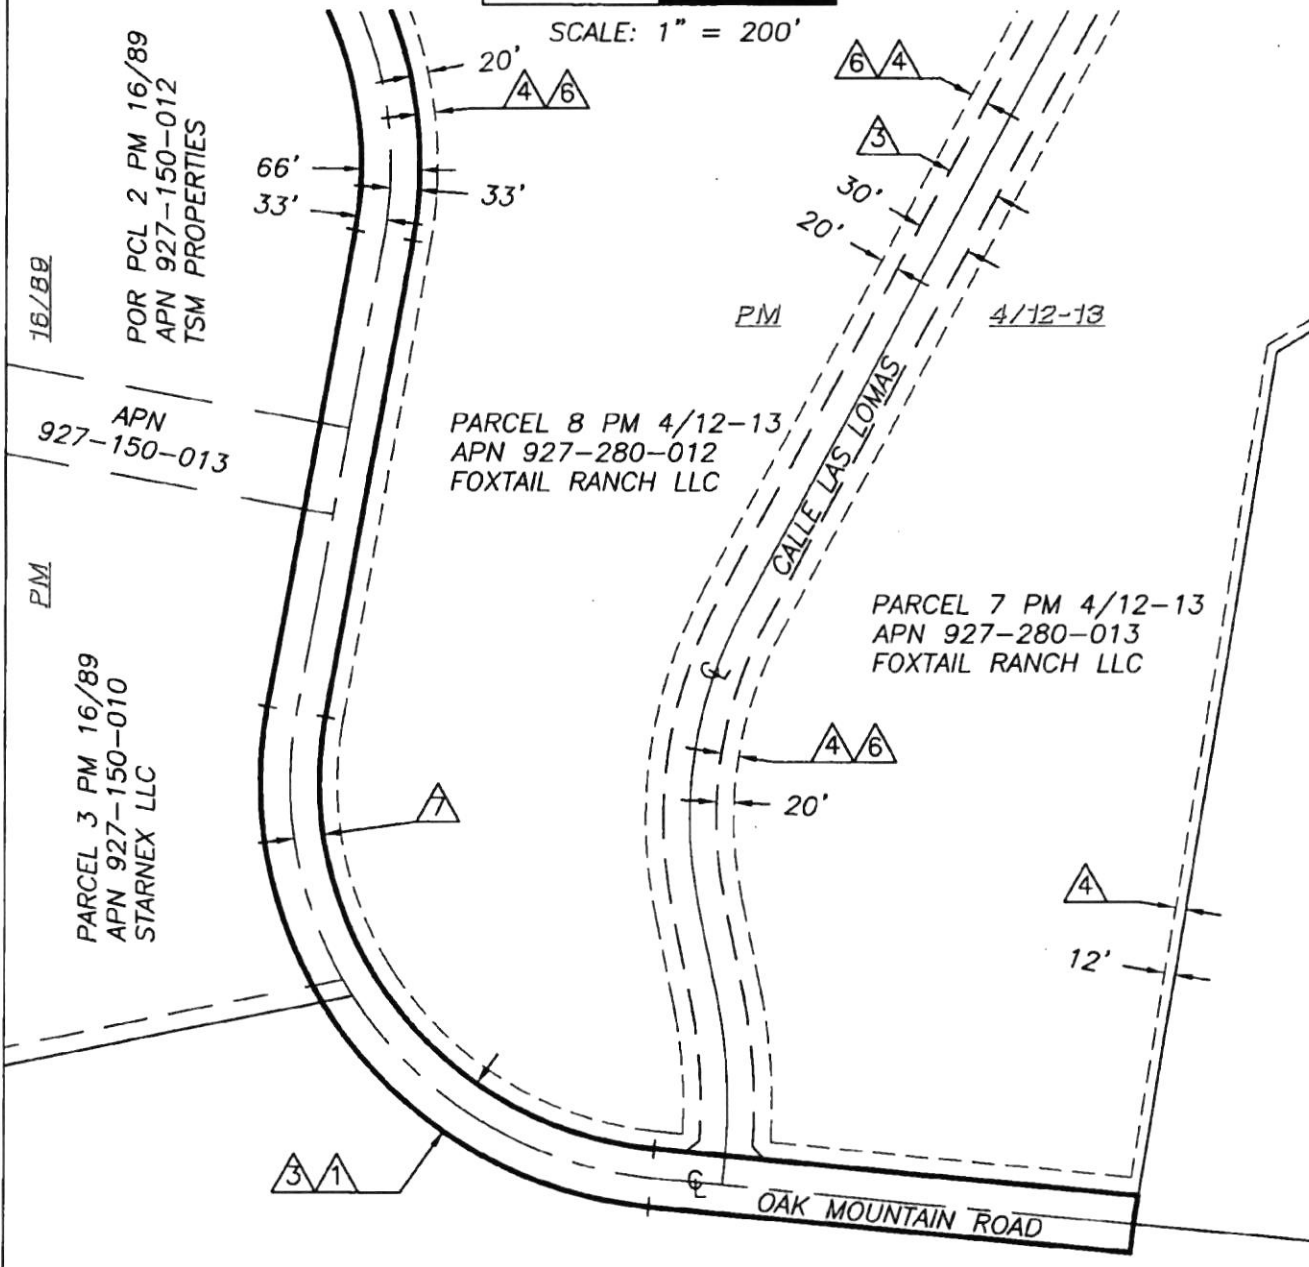 SCALE: 1" = 200'
20'
4 6
6 4
3
30'
20'
66'
33'
33'
POR PCL 2 PM 16/89
APN 927-150-012
TSM PROPERTIES
16/89
PM
4/12-13
APN
927-150-013
PARCEL 8 PM 4/12-13
APN 927-280-012
FOXTAIL RANCH LLC
CALLE LAS LOMAS
PM
PARCEL 7 PM 4/12-13
APN 927-280-013
FOXTAIL RANCH LLC
PARCEL 3 PM 16/89
APN 927-150-010
STARNEX LLC
CL
4 6
20'
7
4
12'
3 1
CL
OAK MOUNTAIN ROAD